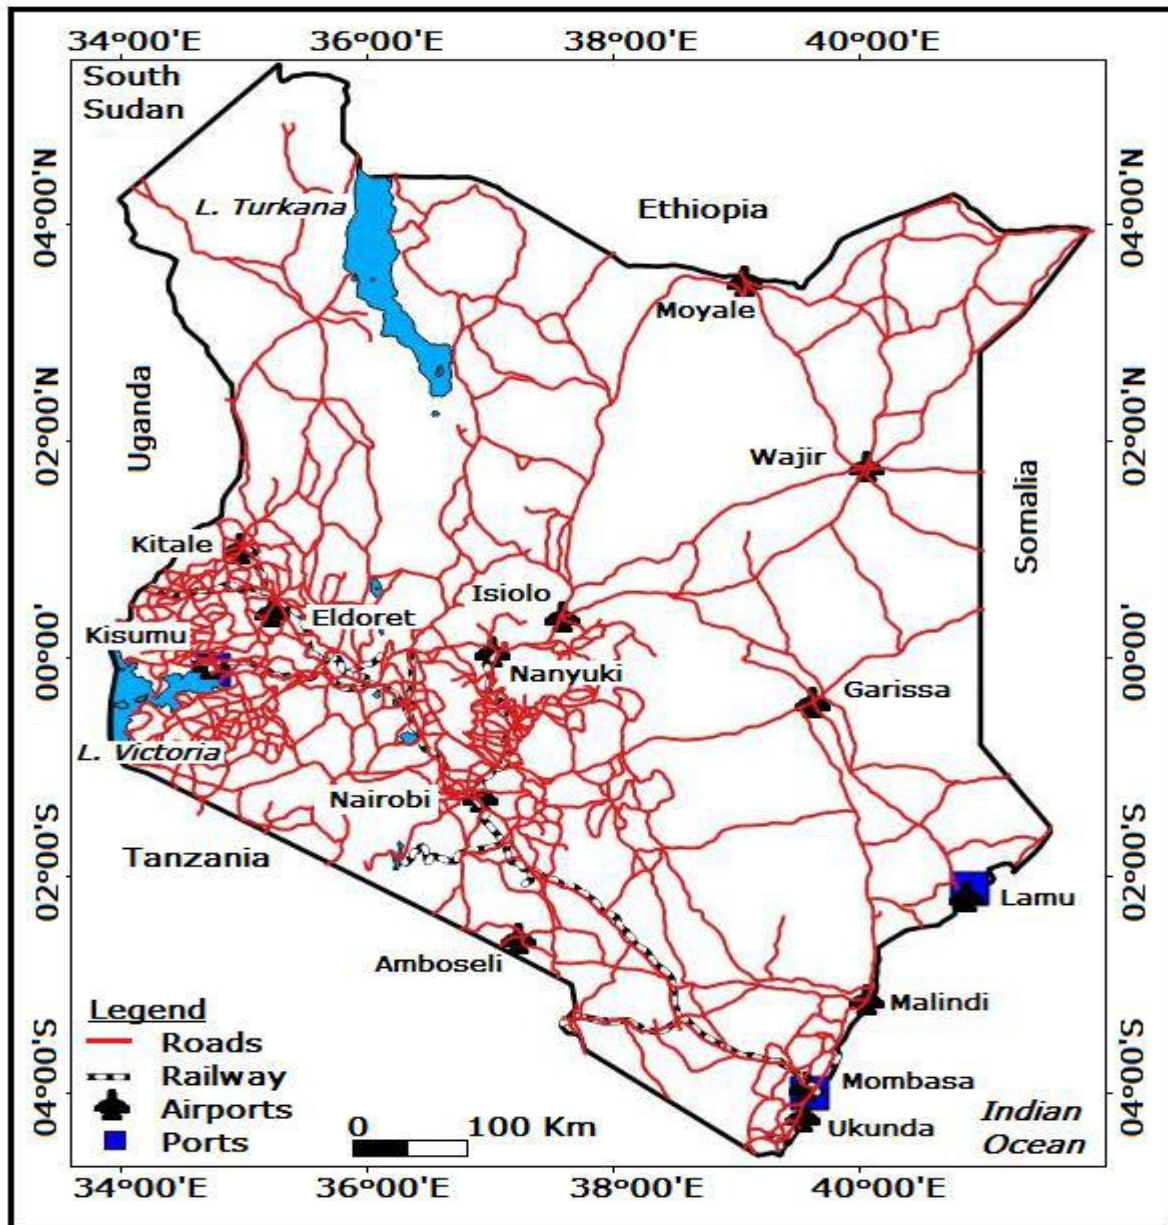 34°00'E 36°00'E 38°00'E 40°00'E
South
Sudan
04°00'N
04°00'N
L. Turkana
Ethiopia
Moyale
Uganda
02°00'N
02°00'N
Wajir
Somalia
Kitale
Isiolo
Eldoret
Kisumu
00°00'
00°00'
Nanyuki
Garissa
L. Victoria
Nairobi
Tanzania
02°00'S
02°00'S
Lamu
Amboseli
Malindi
Legend
Roads
Railway
Airports
Ports
04°00'S
04°00'S
0 100 Km
Mombasa
Ukunda
Indian
Ocean
34°00'E 36°00'E 38°00'E 40°00'E